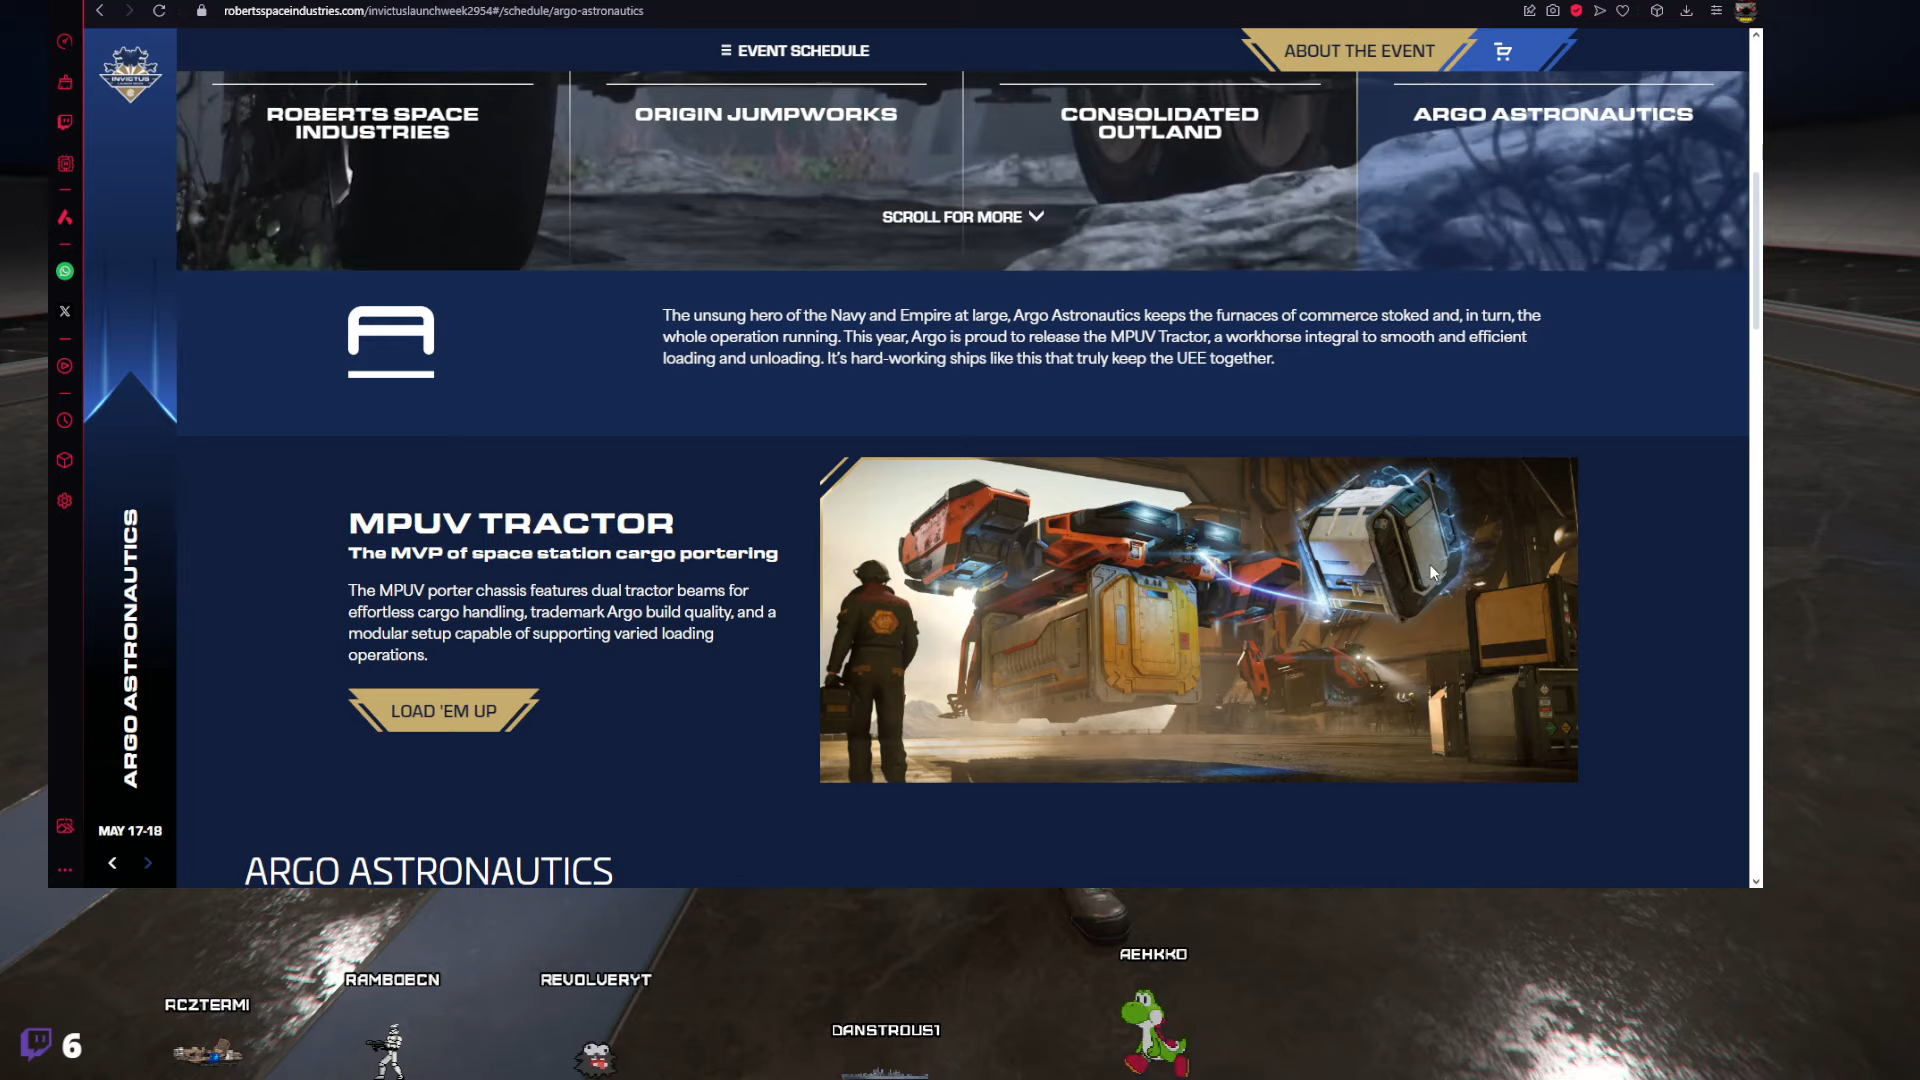 robertsspaceindustries.com/invictuslaunchweek2954#/schedule/argo-astronautics
INVICTUS
EVENT SCHEDULE
ABOUT THE EVENT
ROBERTS SPACE
INDUSTRIES
ORIGIN JUMPWORKS
CONSOLIDATED
OUTLAND
ARGO ASTRONAUTICS
SCROLL FOR MORE
The unsung hero of the Navy and Empire at large, Argo Astronautics keeps the furnaces of commerce stoked and, in turn, the
whole operation running. This year, Argo is proud to release the MPUV Tractor, a workhorse integral to smooth and efficient
loading and unloading. It's hard-working ships like this that truly keep the UEE together.
MPUV TRACTOR
The MVP of space station cargo portering
The MPUV porter chassis features dual tractor beams for
effortless cargo handling, trademark Argo build quality, and a
modular setup capable of supporting varied loading
operations.
LOAD 'EM UP
ARGO ASTRONAUTICS
MAY 17-18
ARGO ASTRONAUTICS
AEHKKO
RAMBOBCN
REVOLVERYT
ACZTERMI
DANSTROUS1
6